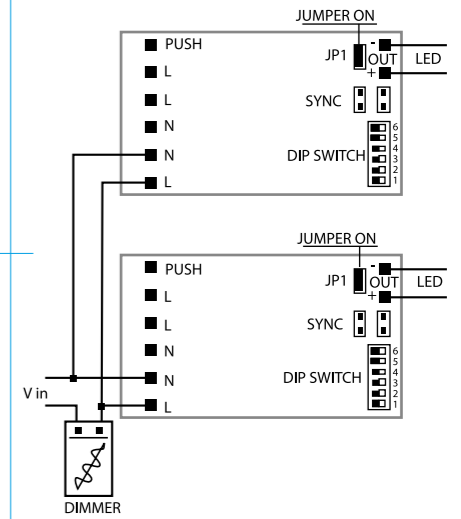 JUMPER ON
PUSH
JP1
-
OUT
LED
+
L
L
SYNC
N
N
DIP SWITCH
6
5
4
3
2
1
L
JUMPER ON
PUSH
JP1
-
OUT
LED
+
L
L
SYNC
N
N
DIP SWITCH
6
5
4
3
2
1
L
V in
DIMMER